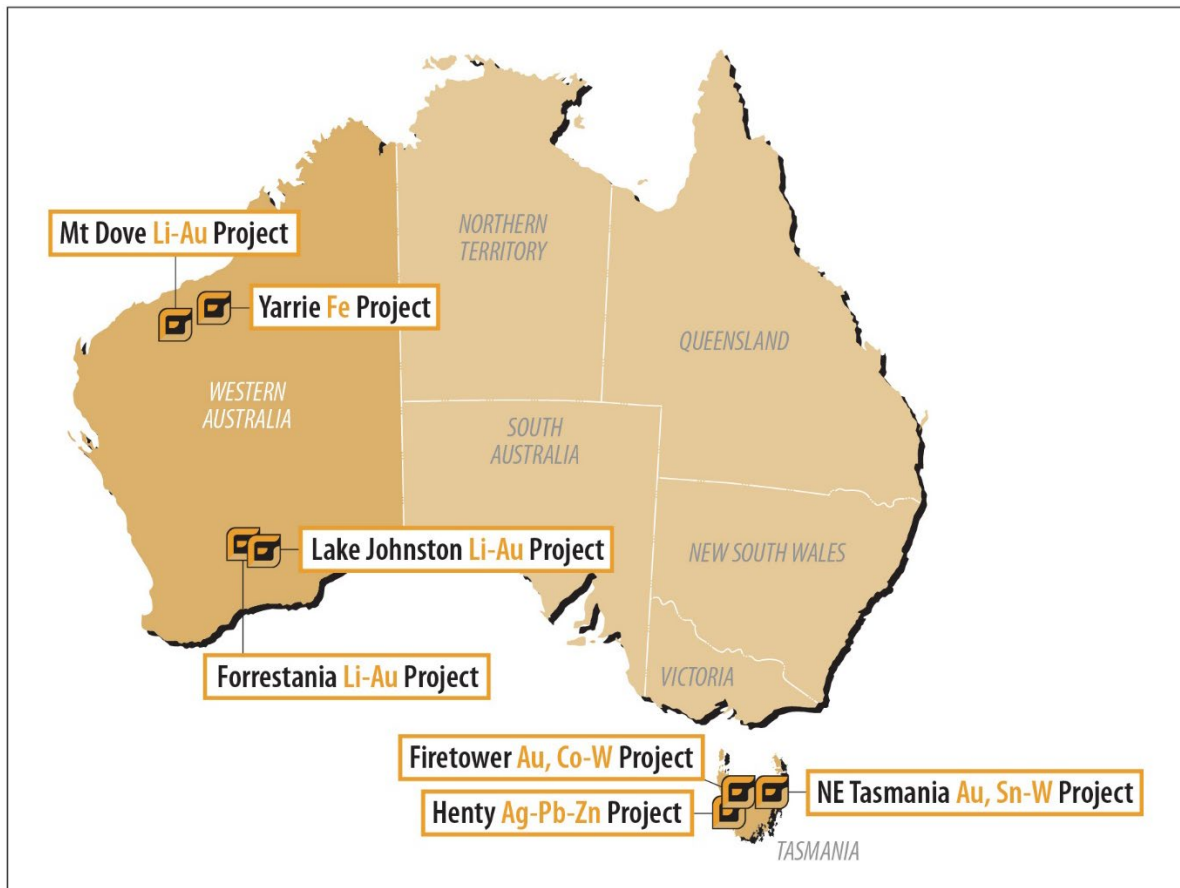 NORTHERN
TERRITORY
Mt Dove Li-Au Project
Yarrie Fe Project
QUEENSLAND
WESTERN
AUSTRALIA
SOUTH
AUSTRALIA
Lake Johnston Li-Au Project
NEW SOUTH WALES
Forrestania Li-Au Project
VICTORIA
Firetower Au, Co-W Project
NE Tasmania Au, Sn-W Project
Henty Ag-Pb-Zn Project
TASMANIA